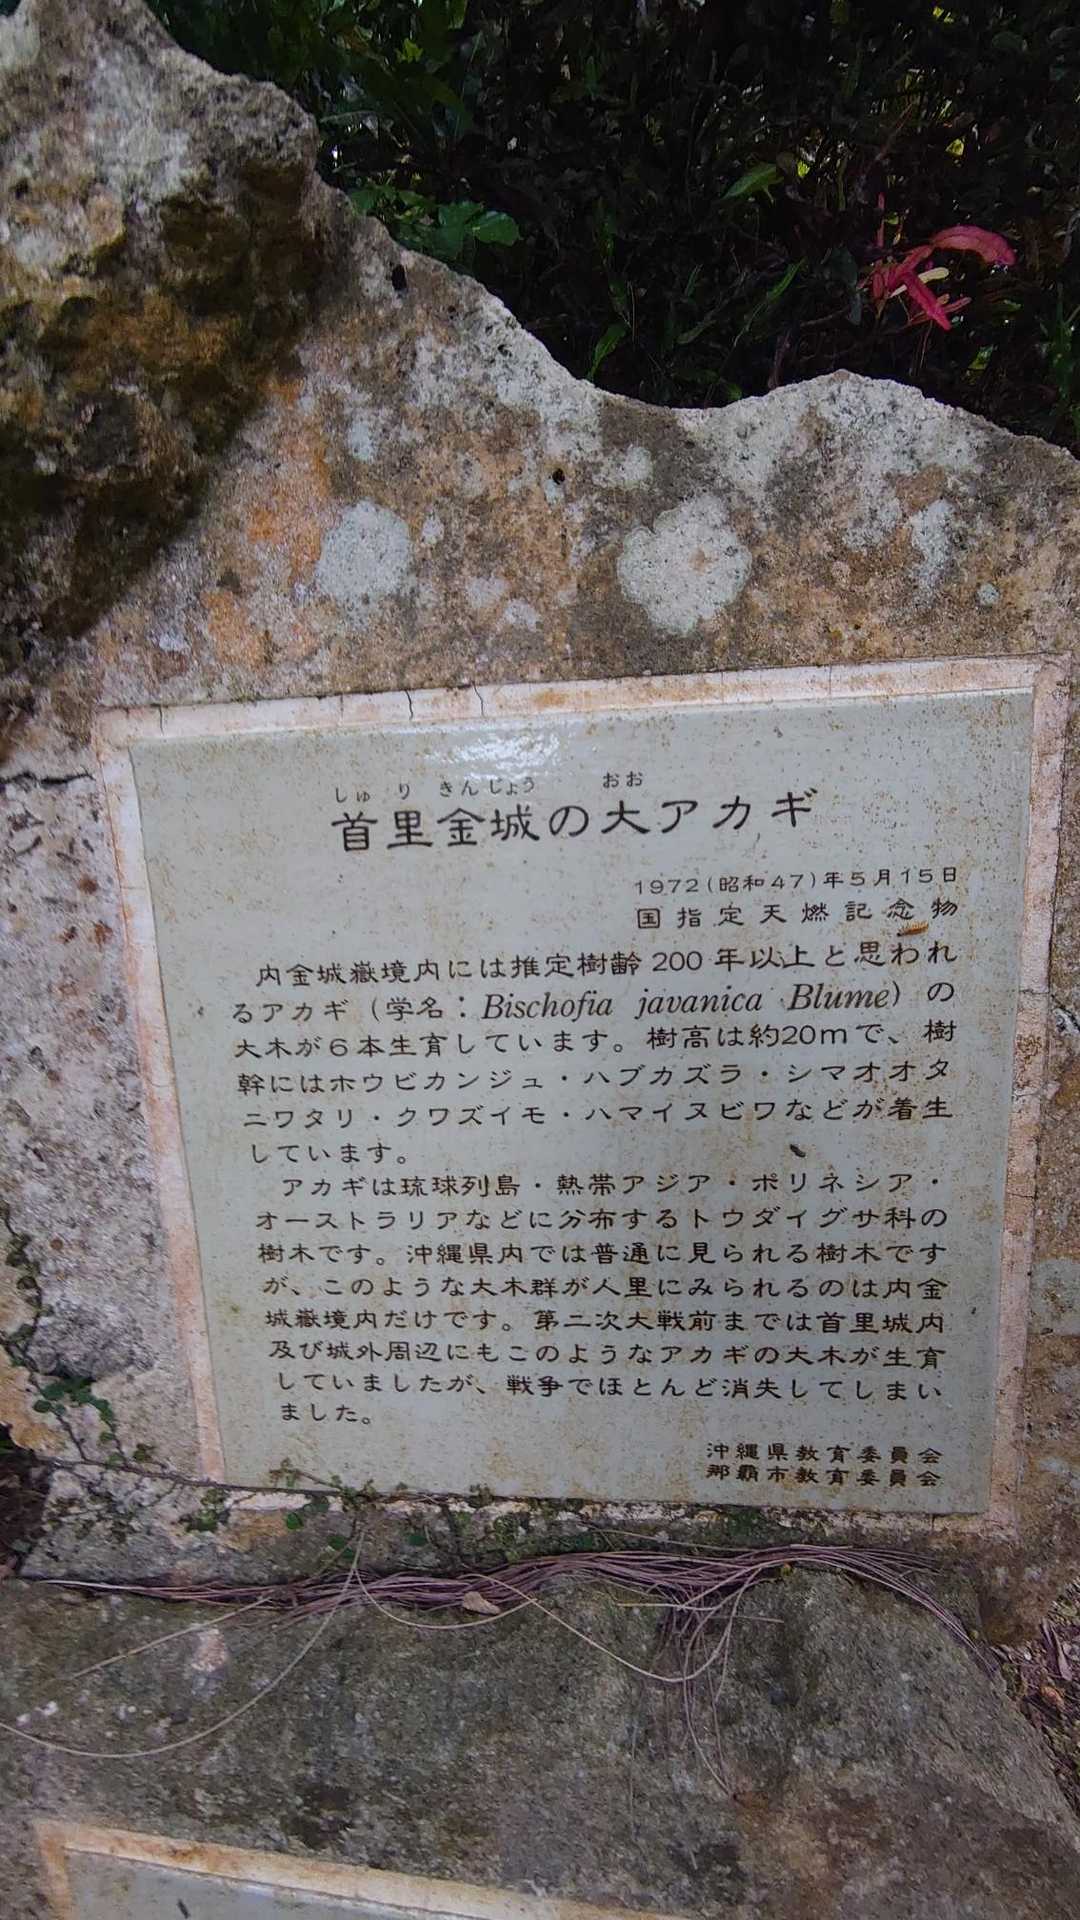 しゅ り きんじょう おお
首里金城の大アカギ
1972(昭和47)年5月15日
国指定天燃記念物
内金城嶽境内には推定樹齢200年以上と思われ
るアカギ(学名:Bischofia javanica Blume)の
大木が6本生育しています。樹高は約20mで、樹
幹にはホウビカンジュ・ハブカズラ・シマオオタ
ニワタリ・クワズイモ・ハマイヌビワなどが着生
しています。
アカギは琉球列島・熱帯アジア・ポリネシア・
オーストラリアなどに分布するトウダイグサ科の
樹木です。沖縄県内では普通に見られる樹木です
が、このような大木群が人里にみられるのは内金
城嶽境内だけです。第二次大戦前までは首里城内
及び城外周辺にもこのようなアカギの大木が生育
していましたが、戦争でほとんど消失してしまい
ました。
沖縄県教育委員会
那覇市教育委員会